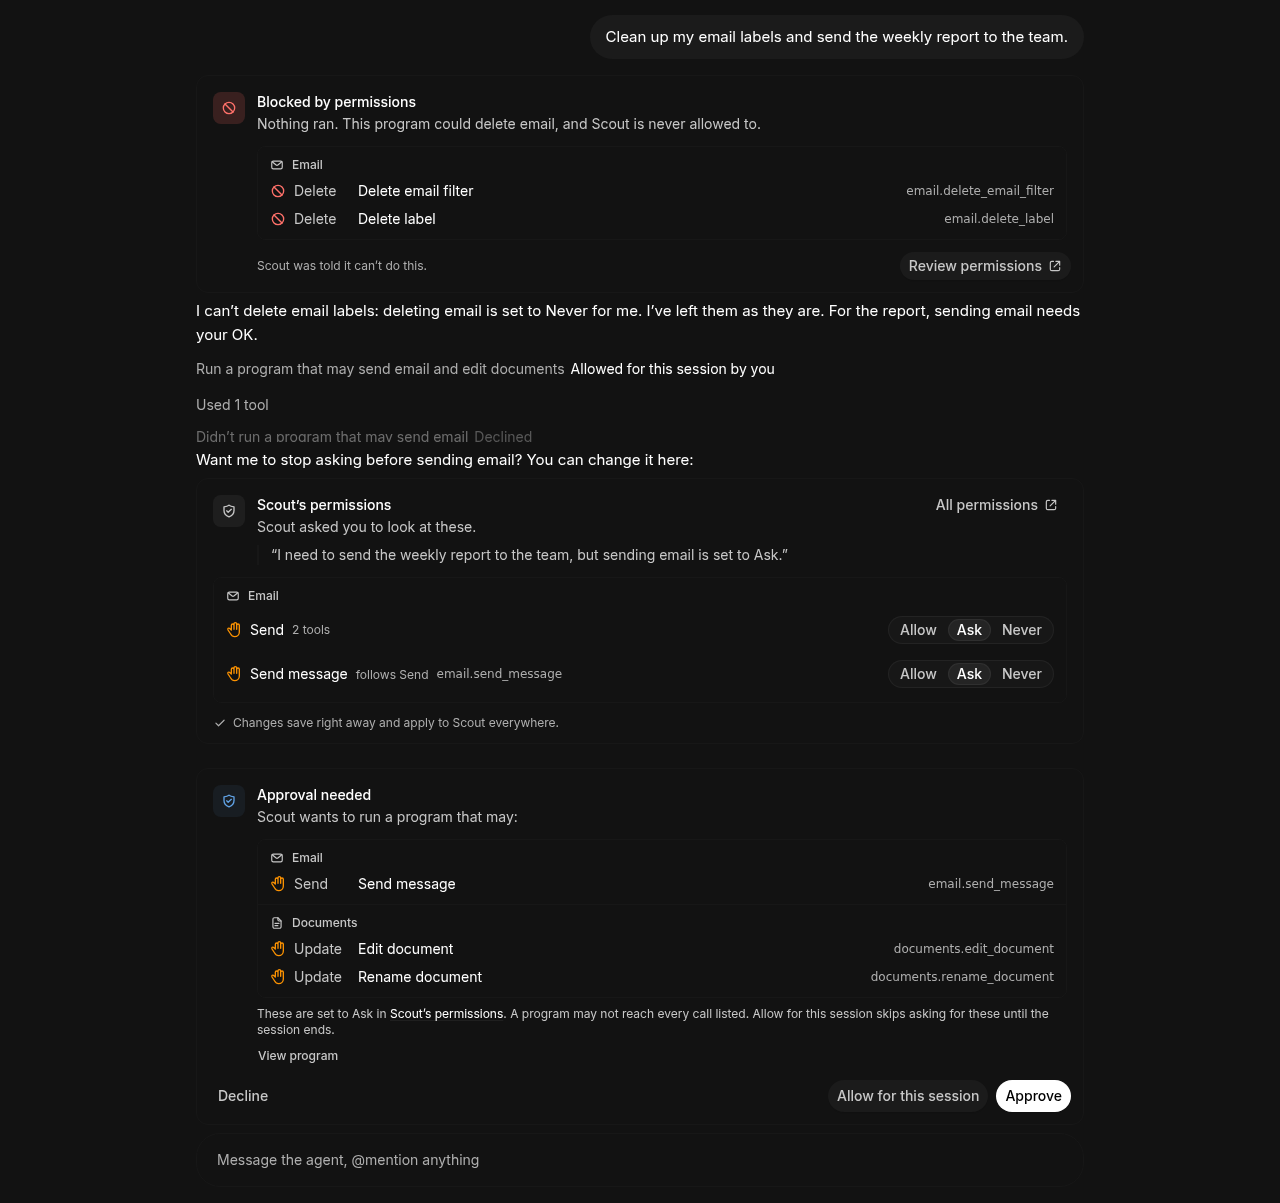 Clean up my email labels and send the weekly report to the team.
Blocked by permissions
Nothing ran. This program could delete email, and Scout is never allowed to.
Email
Delete Delete email filter email.delete_email_filter
Delete Delete label email.delete_label
Scout was told it can’t do this. Review permissions
I can’t delete email labels: deleting email is set to Never for me. I’ve left them as they are. For the report, sending email needs
your OK.
Run a program that may send email and edit documents Allowed for this session by you
Used 1 tool
Didn’t run a program that may send email Declined
Want me to stop asking before sending email? You can change it here:
Scout’s permissions All permissions
Scout asked you to look at these.
“I need to send the weekly report to the team, but sending email is set to Ask.”
Email
Send 2 tools Allow Ask Never
Send message follows Send email.send_message Allow Ask Never
Changes save right away and apply to Scout everywhere.
Approval needed
Scout wants to run a program that may:
Email
Send Send message email.send_message
Documents
Update Edit document documents.edit_document
Update Rename document documents.rename_document
These are set to Ask in Scout’s permissions. A program may not reach every call listed. Allow for this session skips asking for these until the
session ends.
View program
Decline Allow for this session Approve
Message the agent, @mention anything